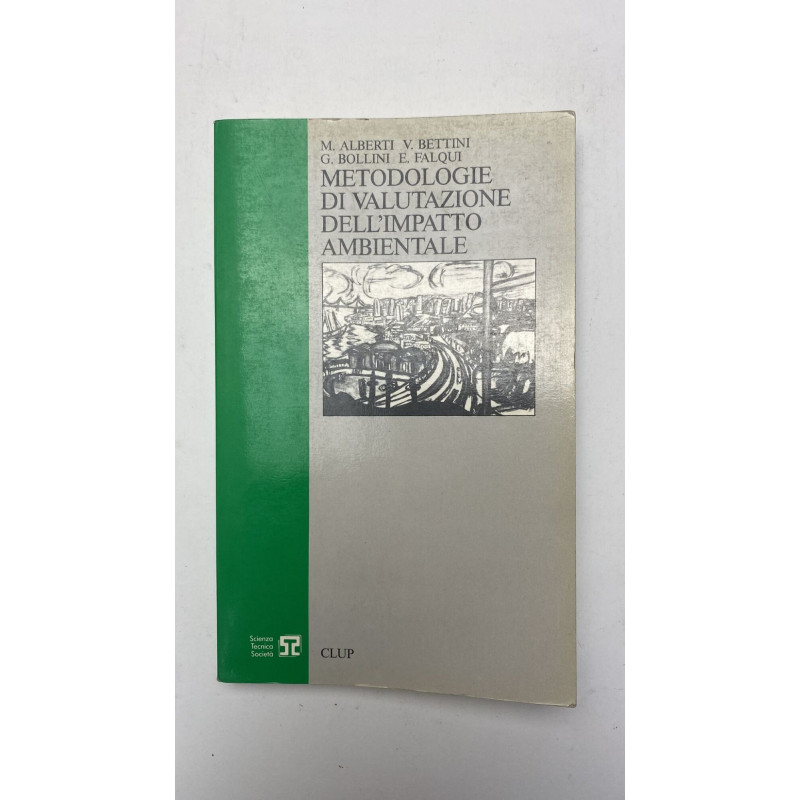 M. ALBERTI V. BETTINI
G. BOLLINI E. FALQUI
METODOLOGIE
DI VALUTAZIONE
DELL'IMPATTO
AMBIENTALE
Scienza
Tecnica
Società
CLUP